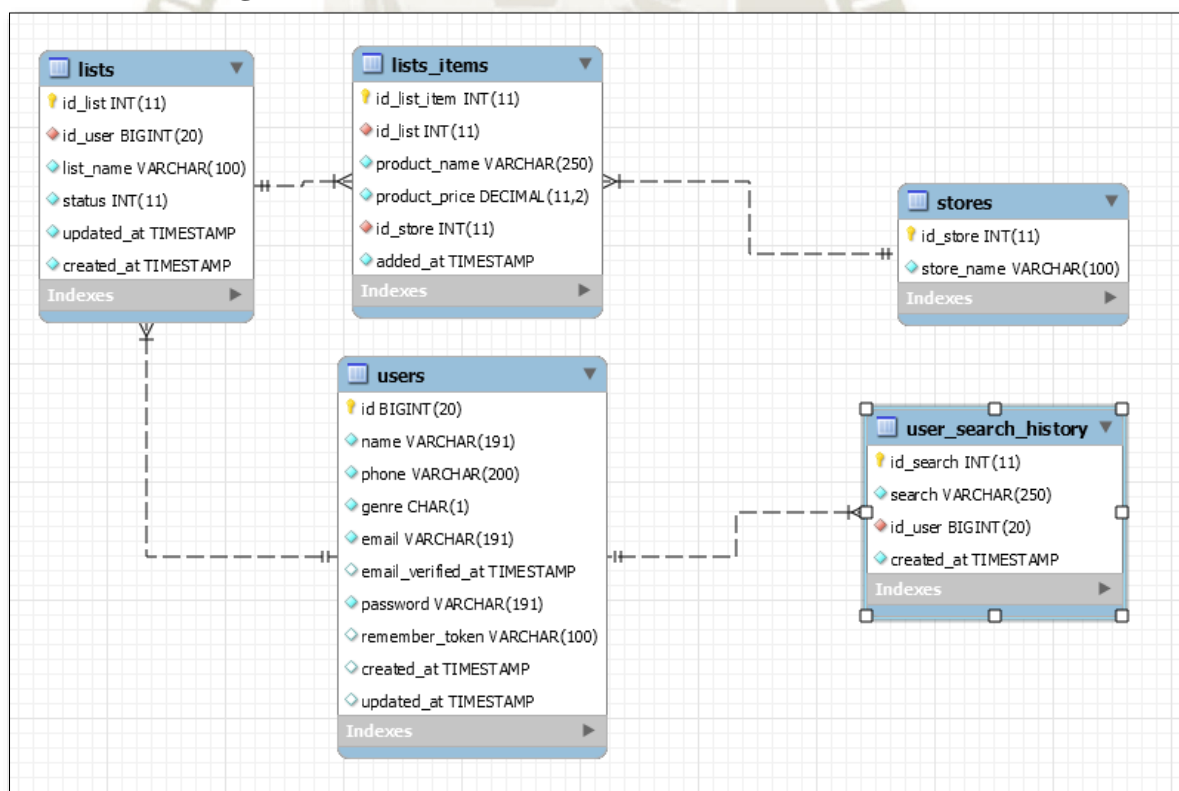 lists
id_list INT(11)
id_user BIGINT(20)
list_name VARCHAR(100)
status INT(11)
updated_at TIMESTAMP
created_at TIMESTAMP
Indexes
lists_items
id_list_item INT(11)
id_list INT(11)
product_name VARCHAR(250)
product_price DECIMAL(11,2)
id_store INT(11)
added_at TIMESTAMP
Indexes
stores
id_store INT(11)
store_name VARCHAR(100)
Indexes
users
id BIGINT(20)
name VARCHAR(191)
phone VARCHAR(200)
genre CHAR(1)
email VARCHAR(191)
email_verified_at TIMESTAMP
password VARCHAR(191)
remember_token VARCHAR(100)
created_at TIMESTAMP
updated_at TIMESTAMP
Indexes
user_search_history
id_search INT(11)
search VARCHAR(250)
id_user BIGINT(20)
created_at TIMESTAMP
Indexes